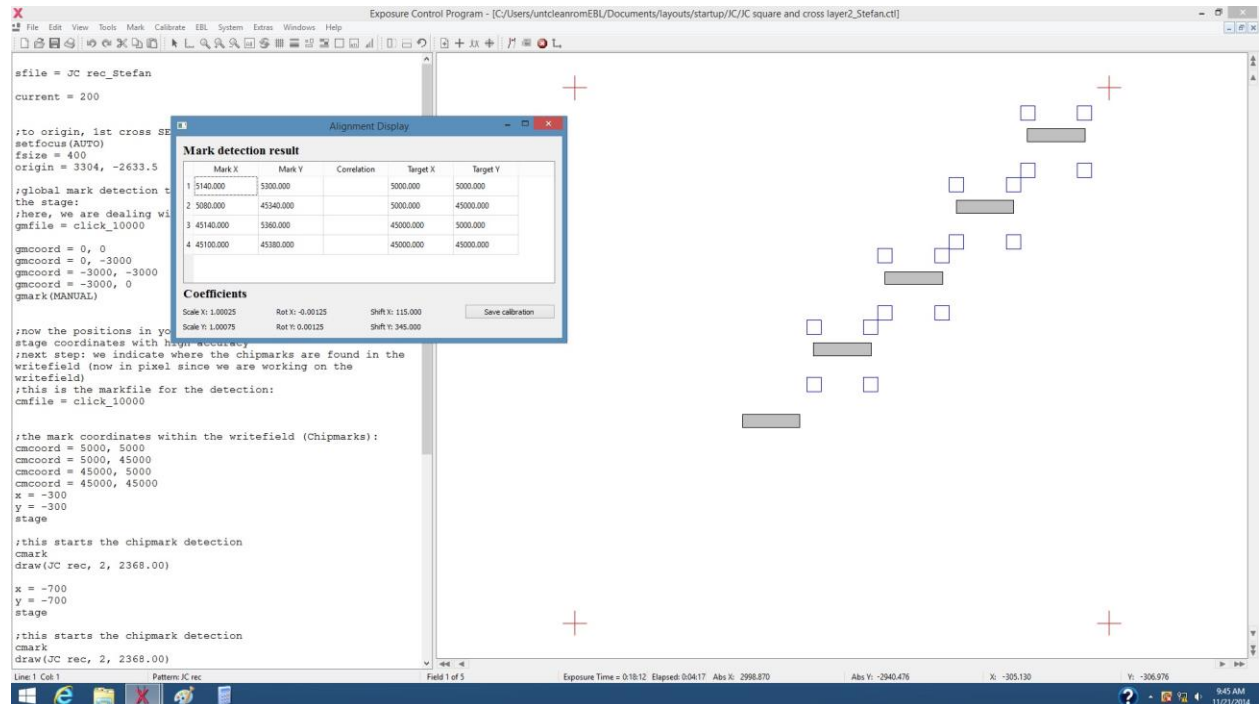 Exposure Control Program - [C:/Users/untcleanromEBL/Documents/layouts/startup/JC/JC square and cross layer2_Stefan.ctl]
File Edit View Tools Mark Calibrate EBL System Extras Windows Help
sfile = JC rec_Stefan
current = 200
;to origin, 1st cross SE
setfocus(AUTO)
fsize = 400
origin = 3304, -2633.5
;global mark detection t
the stage:
;here, we are dealing wi
gmfile = click_10000
gmcoord = 0, 0
gmcoord = 0, -3000
gmcoord = -3000, -3000
gmcoord = -3000, 0
gmark(MANUAL)
;now the positions in yo
stage coordinates with high accuracy
;next step: we indicate where the chipmarks are found in the
writefield (now in pixel since we are working on the
writefield)
;this is the markfile for the detection:
cmfile = click_10000
;the mark coordinates within the writefield (Chipmarks):
cmcoord = 5000, 5000
cmcoord = 5000, 45000
cmcoord = 45000, 5000
cmcoord = 45000, 45000
x = -300
y = -300
stage
;this starts the chipmark detection
cmark
draw(JC rec, 2, 2368.00)
x = -700
y = -700
stage
;this starts the chipmark detection
cmark
draw(JC rec, 2, 2368.00)
Alignment Display
Mark detection result
Mark X Mark Y Correlation Target X Target Y
1 5140.000 5300.000 5000.000 5000.000
2 5080.000 45340.000 5000.000 45000.000
3 45140.000 5360.000 45000.000 5000.000
4 45100.000 45380.000 45000.000 45000.000
Coefficients
Scale X: 1.00025 Rot X: -0.00125 Shift X: 115.000 Save calibration
Scale Y: 1.00075 Rot Y: 0.00125 Shift Y: 345.000
Line: 1 Col: 1 Pattern: JC rec Field 1 of 5 Exposure Time = 0:18:12 Elapsed: 0:04:17 Abs X: 2998.870 Abs Y: -2940.476 X: -305.130 Y: -306.976
9:45 AM
11/21/2014